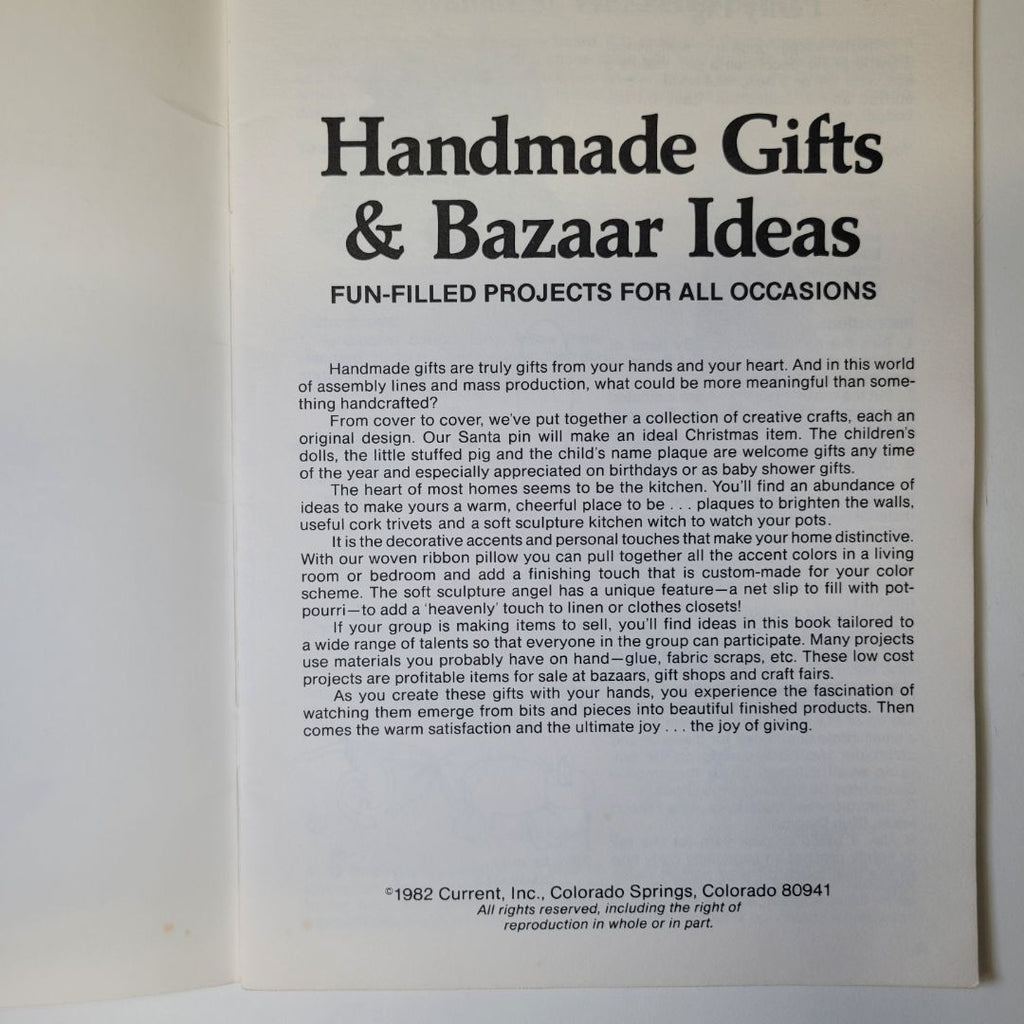 Handmade Gifts
& Bazaar Ideas
FUN-FILLED PROJECTS FOR ALL OCCASIONS
Handmade gifts are truly gifts from your hands and your heart. And in this world
of assembly lines and mass production, what could be more meaningful than some-
thing handcrafted?
From cover to cover, we've put together a collection of creative crafts, each an
original design. Our Santa pin will make an ideal Christmas item. The children's
dolls, the little stuffed pig and the child's name plaque are welcome gifts any time
of the year and especially appreciated on birthdays or as baby shower gifts.
The heart of most homes seems to be the kitchen. You'll find an abundance of
ideas to make yours a warm, cheerful place to be . . . plaques to brighten the walls,
useful cork trivets and a soft sculpture kitchen witch to watch your pots.
It is the decorative accents and personal touches that make your home distinctive.
With our woven ribbon pillow you can pull together all the accent colors in a living
room or bedroom and add a finishing touch that is custom-made for your color
scheme. The soft sculpture angel has a unique feature—a net slip to fill with pot-
pourri—to add a 'heavenly' touch to linen or clothes closets!
If your group is making items to sell, you'll find ideas in this book tailored to
a wide range of talents so that everyone in the group can participate. Many projects
use materials you probably have on hand—glue, fabric scraps, etc. These low cost
projects are profitable items for sale at bazaars, gift shops and craft fairs.
As you create these gifts with your hands, you experience the fascination of
watching them emerge from bits and pieces into beautiful finished products. Then
comes the warm satisfaction and the ultimate joy . . . the joy of giving.
©1982 Current, Inc., Colorado Springs, Colorado 80941
All rights reserved, including the right of
reproduction in whole or in part.